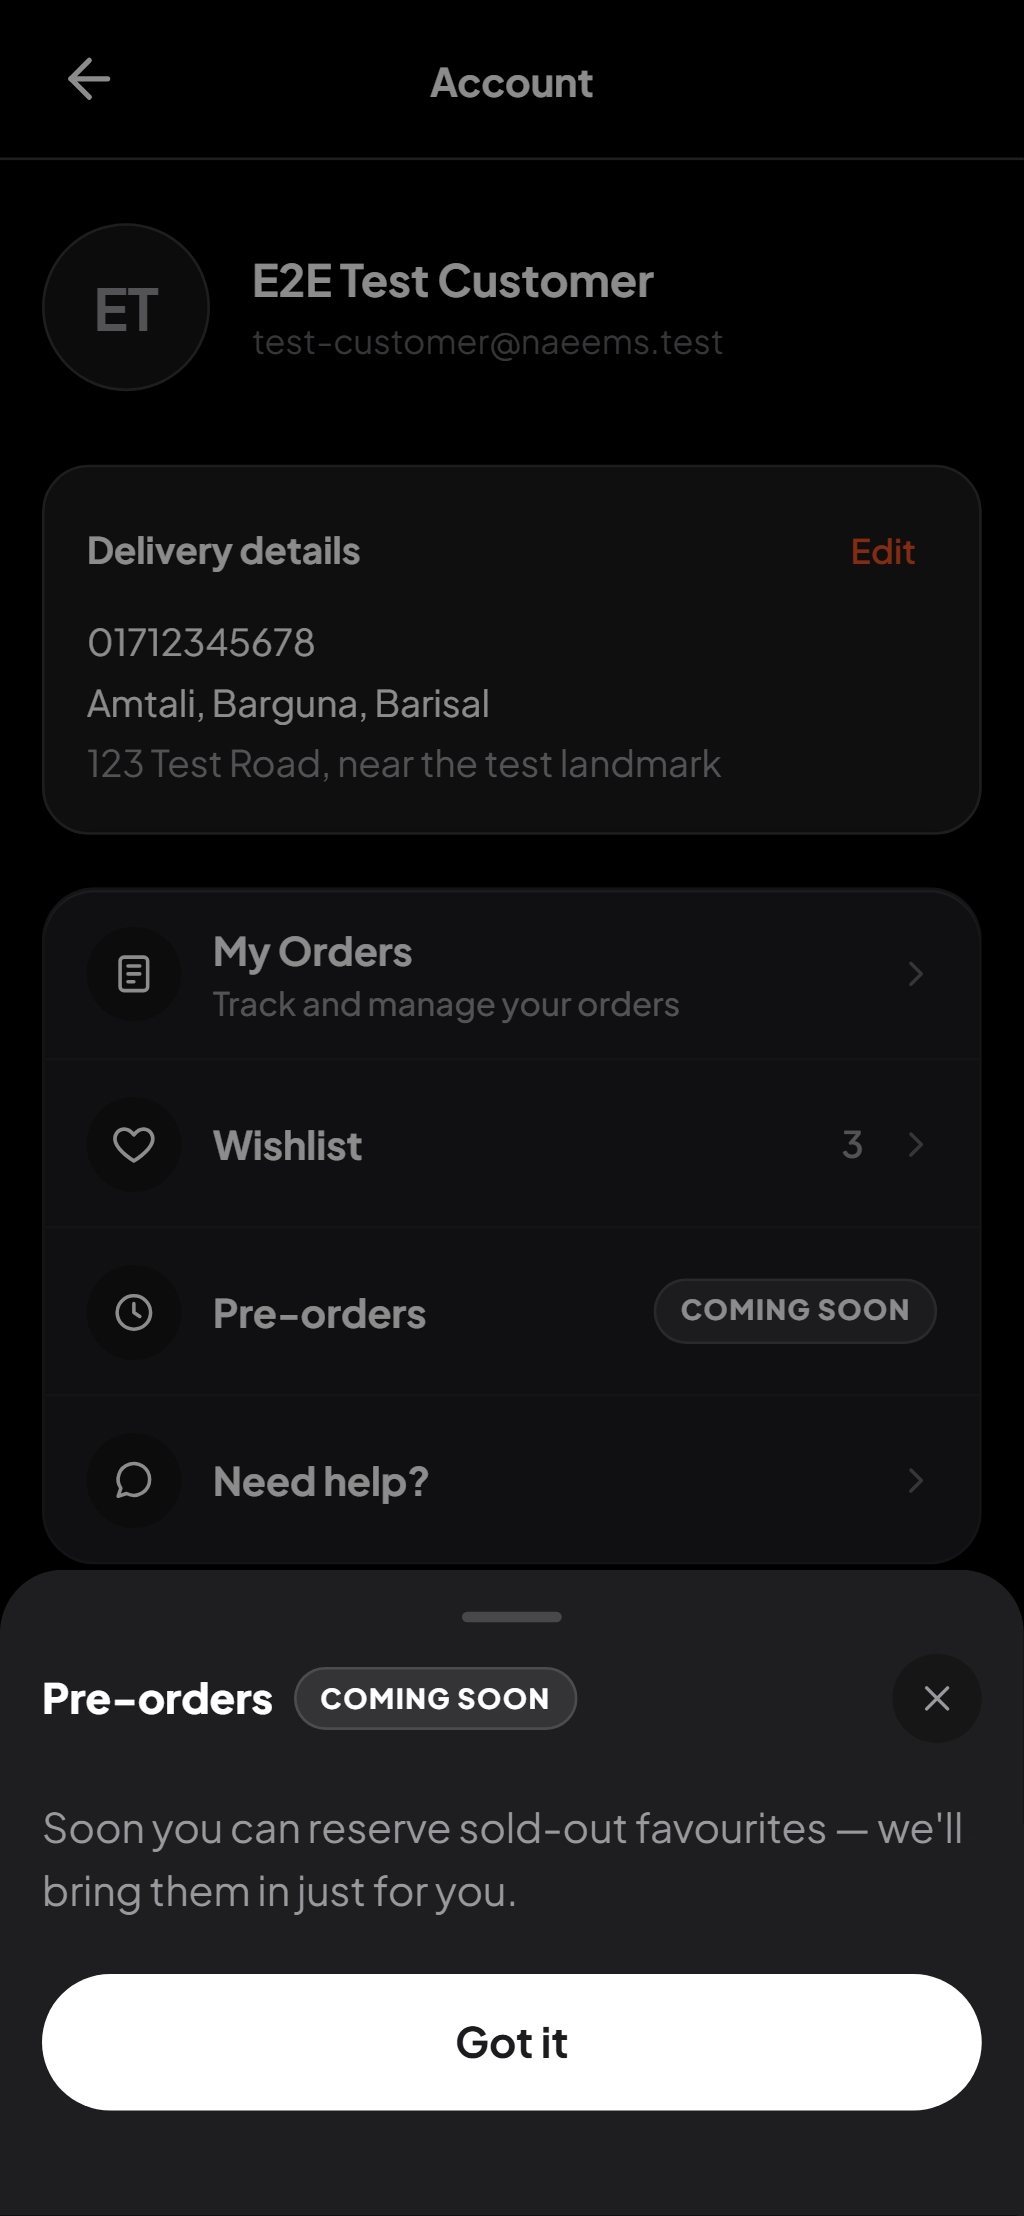 Account
ET
E2E Test Customer
test-customer@naeems.test
Delivery details
Edit
01712345678
Amtali, Barguna, Barisal
123 Test Road, near the test landmark
My Orders
Track and manage your orders
Wishlist
3
Pre-orders
COMING SOON
Need help?
Pre-orders
COMING SOON
Soon you can reserve sold-out favourites — we'll
bring them in just for you.
Got it